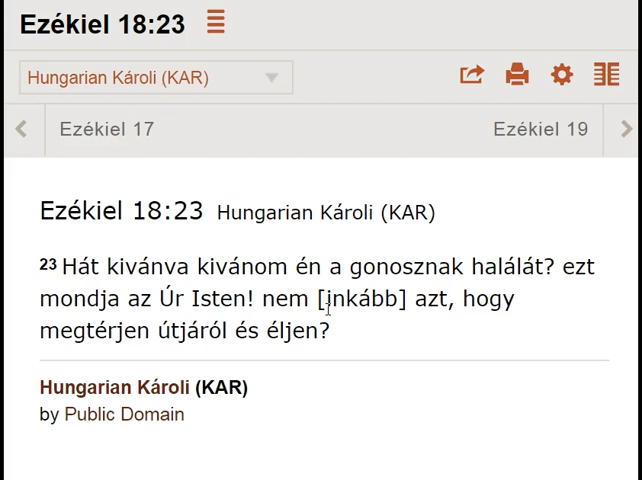 Ezékiel 18:23
Hungarian Károli (KAR)
Ezékiel 17
Ezékiel 19
Ezékiel 18:23 Hungarian Károli (KAR)
23 Hát kivánva kivánom én a gonosznak halálát? ezt
mondja az Úr Isten! nem [inkább] azt, hogy
megtérjen útjáról és éljen?
Hungarian Károli (KAR)
by Public Domain